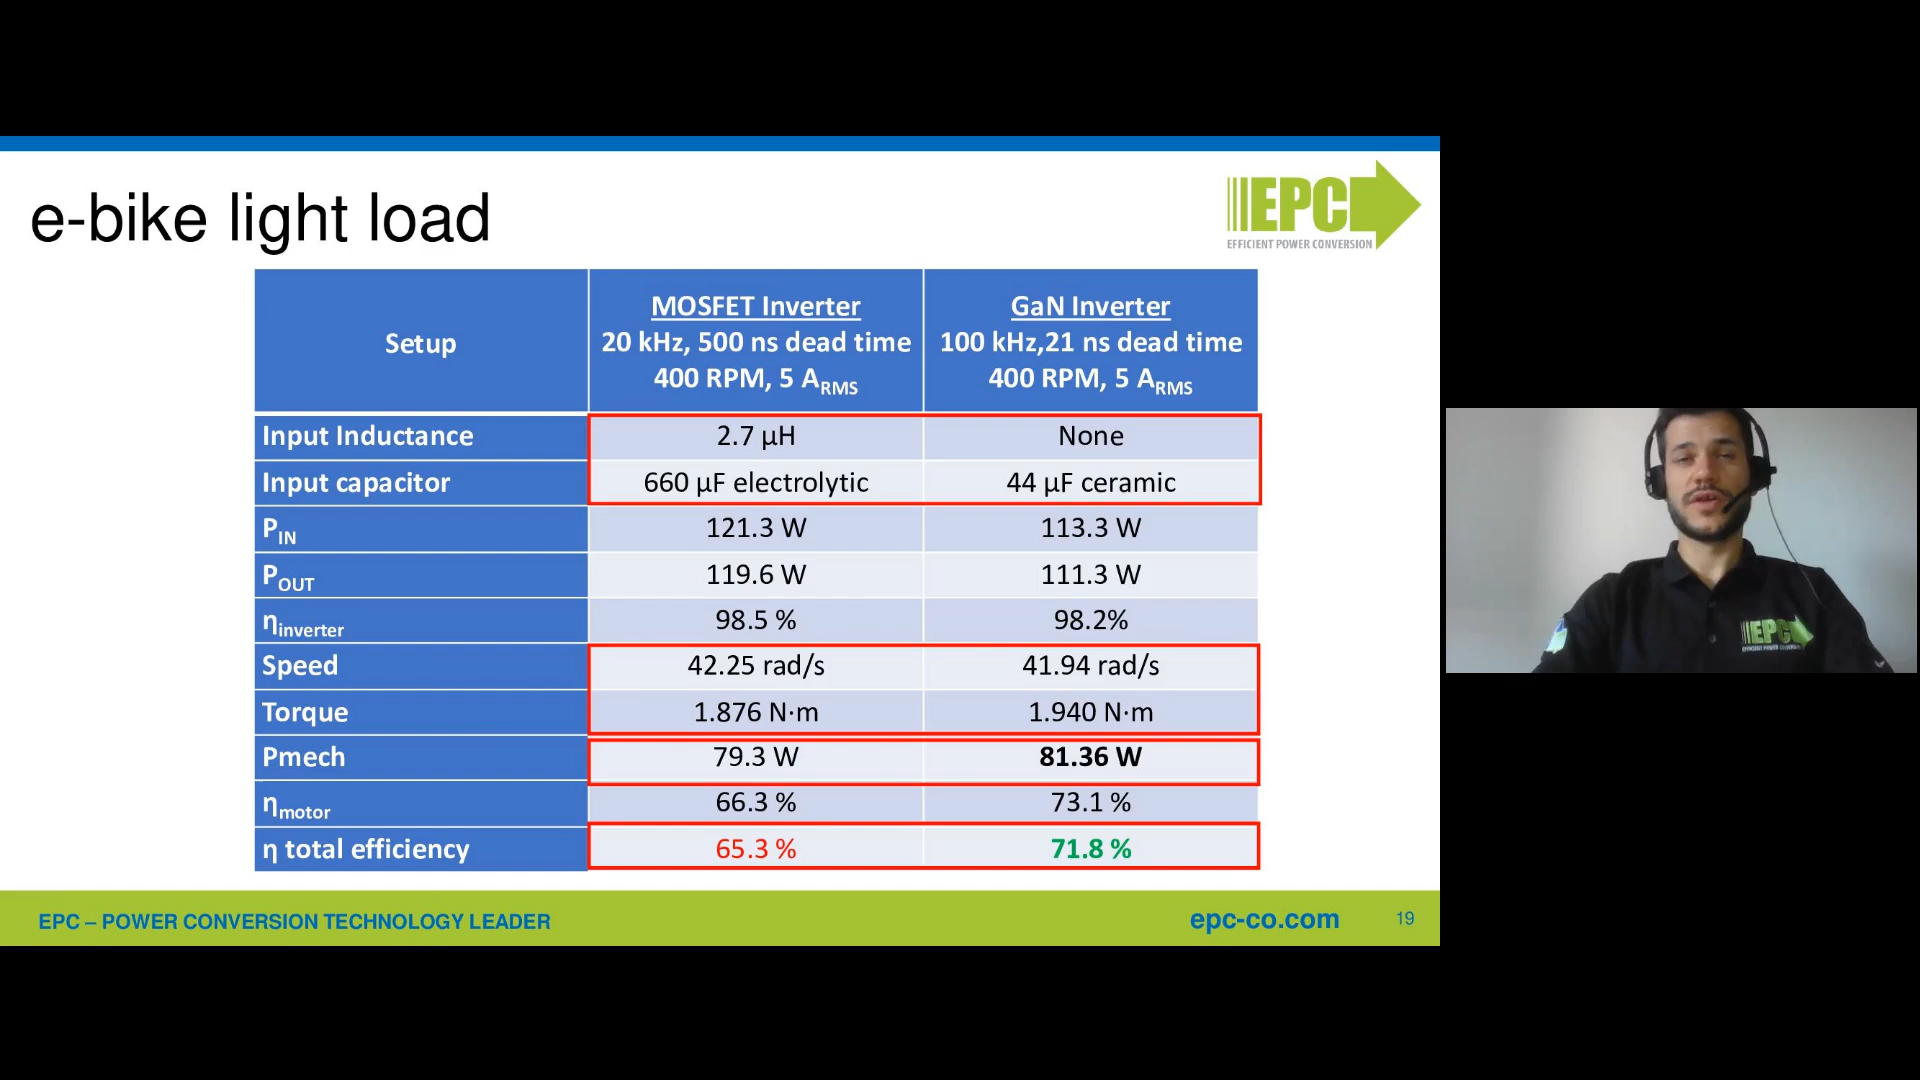 e-bike light load
EPC
EFFICIENT POWER CONVERSION
Setup
MOSFET Inverter
20 kHz, 500 ns dead time
400 RPM, 5 ARMS
GaN Inverter
100 kHz,21 ns dead time
400 RPM, 5 ARMS
Input Inductance 2.7 µH None
Input capacitor 660 µF electrolytic 44 µF ceramic
PIN 121.3 W 113.3 W
POUT 119.6 W 111.3 W
ηinverter 98.5 % 98.2%
Speed 42.25 rad/s 41.94 rad/s
Torque 1.876 N·m 1.940 N·m
Pmech 79.3 W 81.36 W
ηmotor 66.3 % 73.1 %
η total efficiency 65.3 % 71.8 %
EPC – POWER CONVERSION TECHNOLOGY LEADER
epc-co.com
19
EPC